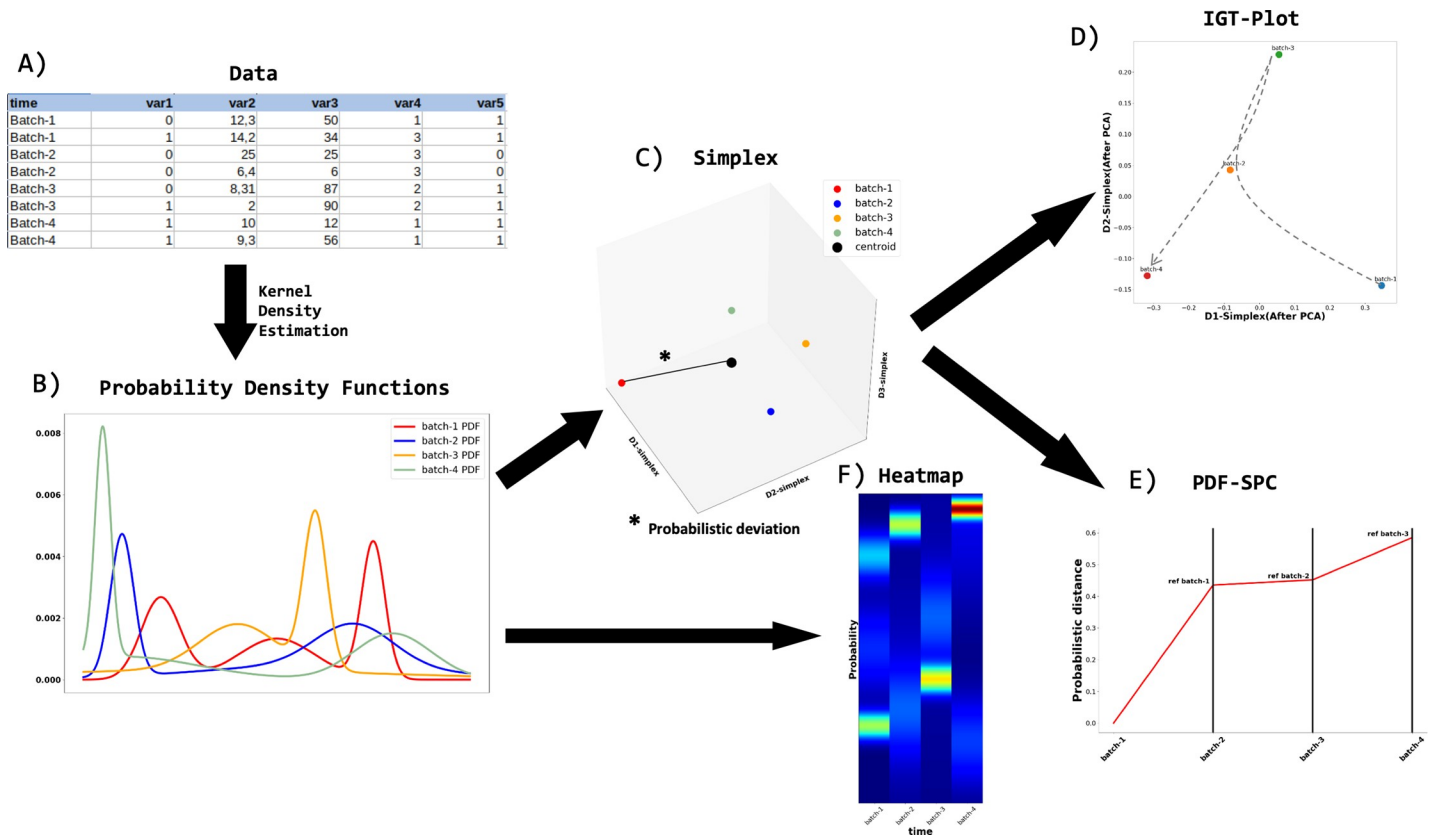 A)
Data
time var1 var2 var3 var4 var5
Batch-1 0 12,3 50 1 1
Batch-1 1 14,2 34 3 1
Batch-2 0 25 25 3 0
Batch-2 0 6,4 6 3 0
Batch-3 0 8,31 87 2 1
Batch-3 1 2 90 2 1
Batch-4 1 10 12 1 1
Batch-4 1 9,3 56 1 1
Kernel
Density
Estimation
B) Probability Density Functions
batch-1 PDF
batch-2 PDF
batch-3 PDF
batch-4 PDF
0.008
0.006
0.004
0.002
0.000
C) Simplex
batch-1
batch-2
batch-3
batch-4
centroid
*
D1-simplex
D2-simplex
D3-simplex
* Probabilistic deviation
D) IGT-Plot
D2-Simplex(After PCA)
0.20
0.15
0.10
0.05
0.00
−0.05
−0.10
−0.15
batch-3
batch-2
batch-4
batch-1
−0.3 −0.2 −0.1 0.0 0.1 0.2 0.3
D1-Simplex(After PCA)
E) PDF-SPC
Probabilistic distance
0.6
0.5
0.4
0.3
0.2
0.1
0.0
ref batch-1
ref batch-2
ref batch-3
batch-1
batch-2
batch-3
batch-4
F) Heatmap
Probability
batch-1
batch-2
batch-3
batch-4
time